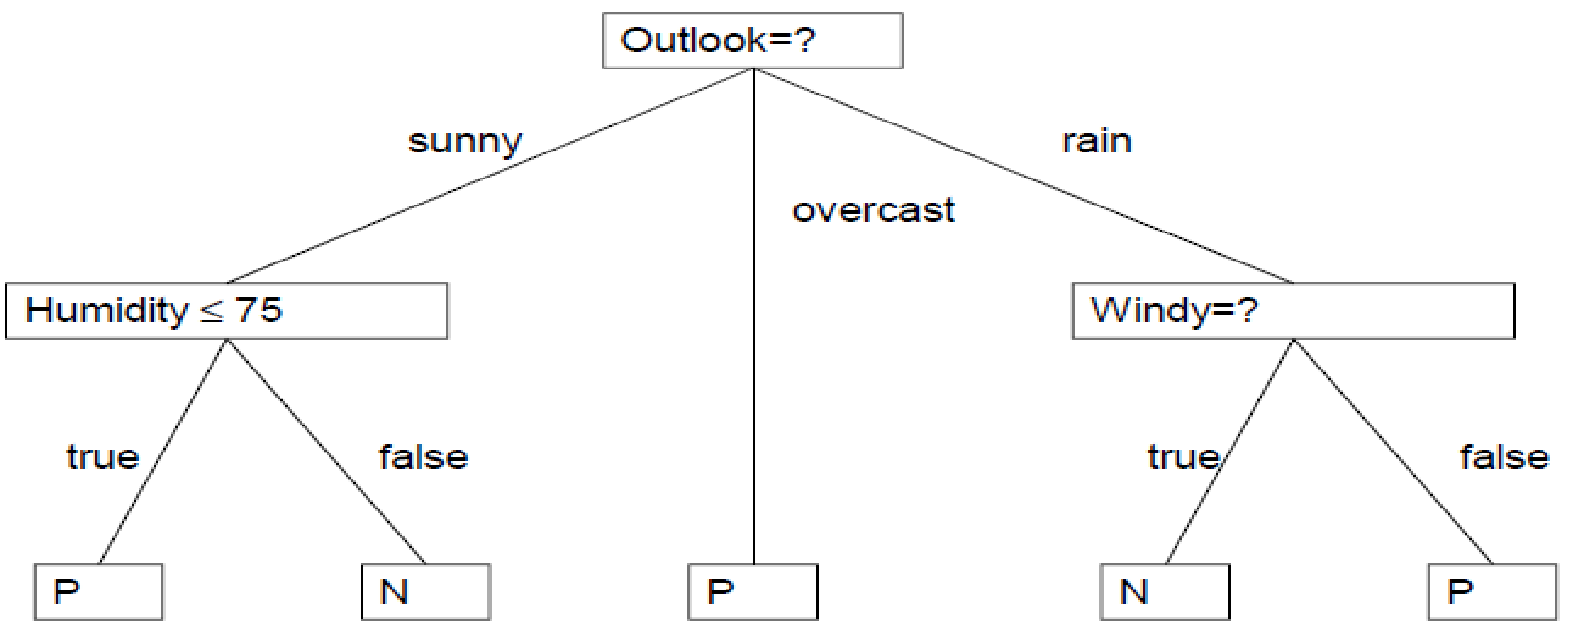 Outlook=?
sunny
rain
overcast
Humidity ≤ 75
Windy=?
true
false
true
false
P
N
P
N
P